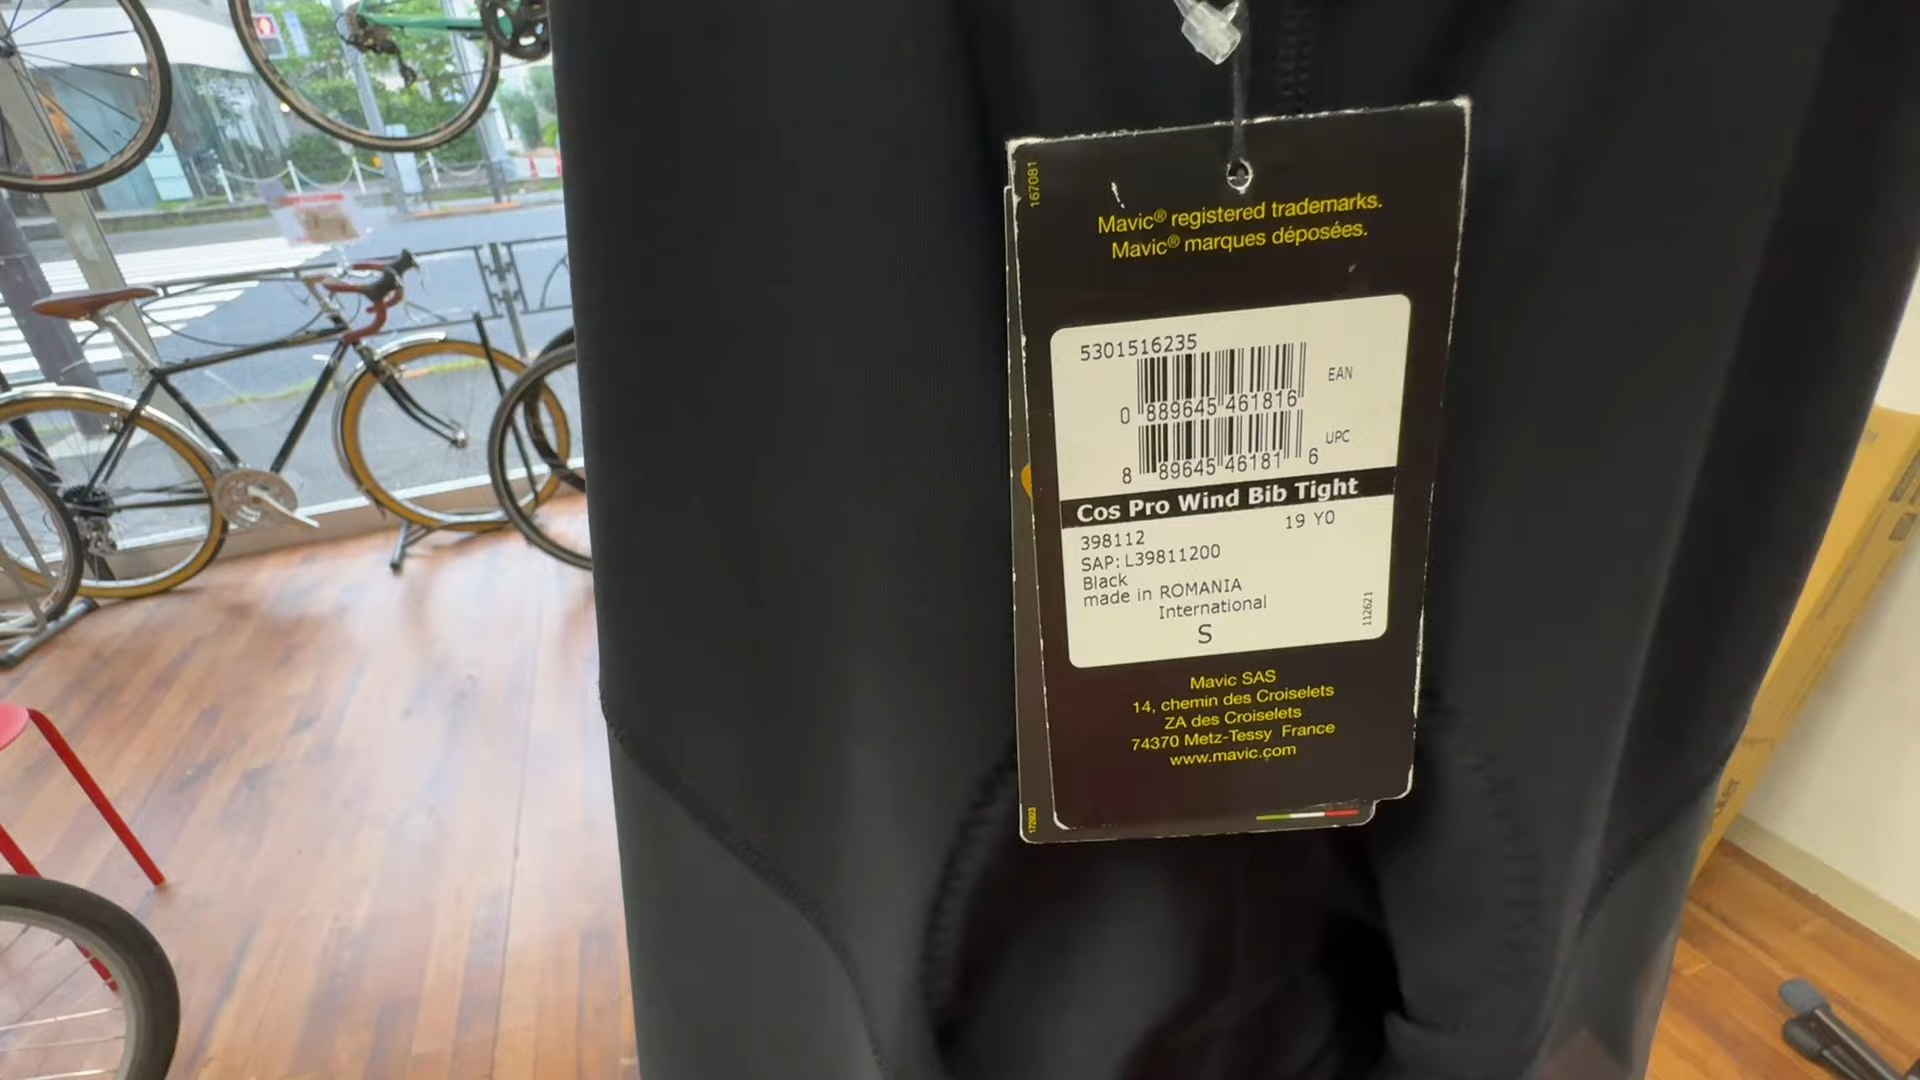 167081
Mavic® registered trademarks.
Mavic® marques déposées.
5301516235
EAN
0 889645 461816
UPC
8 89645 46181 6
Cos Pro Wind Bib Tight
19 Y0
398112
SAP: L39811200
Black
made in ROMANIA
International
S
112621
Mavic SAS
14, chemin des Croiselets
ZA des Croiselets
74370 Metz-Tessy France
www.mavic.com
172923